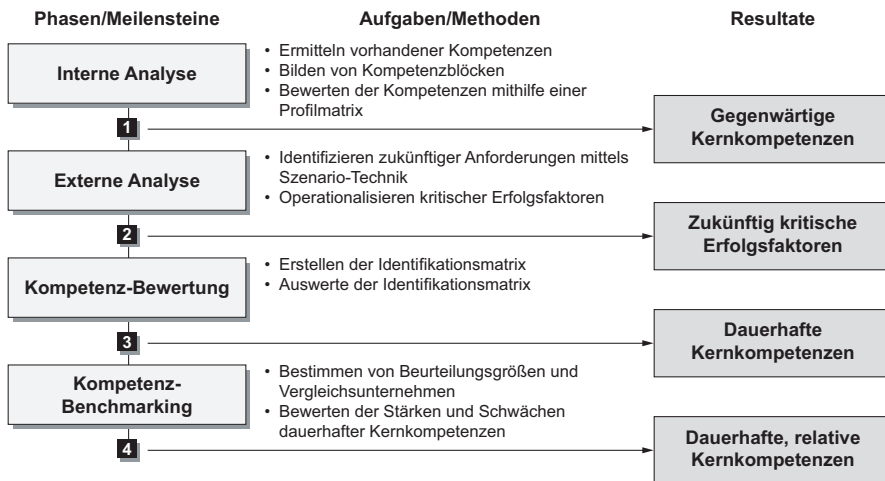 Phasen/Meilensteine
Aufgaben/Methoden
Resultate
Interne Analyse
• Ermitteln vorhandener Kompetenzen
• Bilden von Kompetenzblöcken
• Bewerten der Kompetenzen mithilfe einer
Profilmatrix
1
Gegenwärtige
Kernkompetenzen
Externe Analyse
• Identifizieren zukünftiger Anforderungen mittels
Szenario-Technik
• Operationalisieren kritischer Erfolgsfaktoren
2
Zukünftig kritische
Erfolgsfaktoren
Kompetenz-Bewertung
• Erstellen der Identifikationsmatrix
• Auswerte der Identifikationsmatrix
3
Dauerhafte
Kernkompetenzen
Kompetenz-
Benchmarking
• Bestimmen von Beurteilungsgrößen und
Vergleichsunternehmen
• Bewerten der Stärken und Schwächen
dauerhafter Kernkompetenzen
4
Dauerhafte, relative
Kernkompetenzen